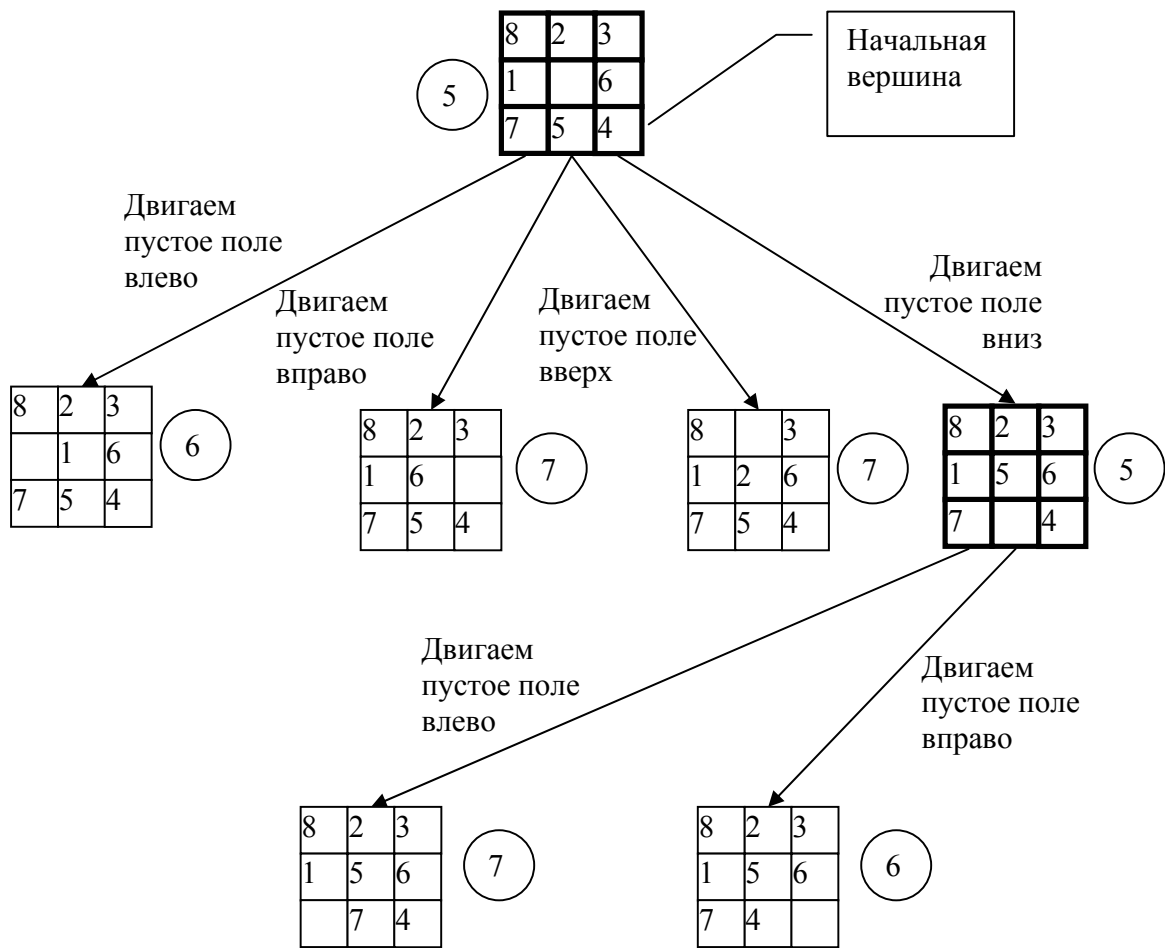 8 2 3
1 6
7 5 4
5
Начальная
вершина
Двигаем
пустое поле
влево
Двигаем
пустое поле
вправо
Двигаем
пустое поле
вверх
Двигаем
пустое поле
вниз
8 2 3
1 6
7 5 4
6
8 2 3
1 6
7 5 4
7
8 3
1 2 6
7 5 4
7
8 2 3
1 5 6
7 4
5
Двигаем
пустое поле
влево
Двигаем
пустое поле
вправо
8 2 3
1 5 6
7 4
7
8 2 3
1 5 6
7 4
6